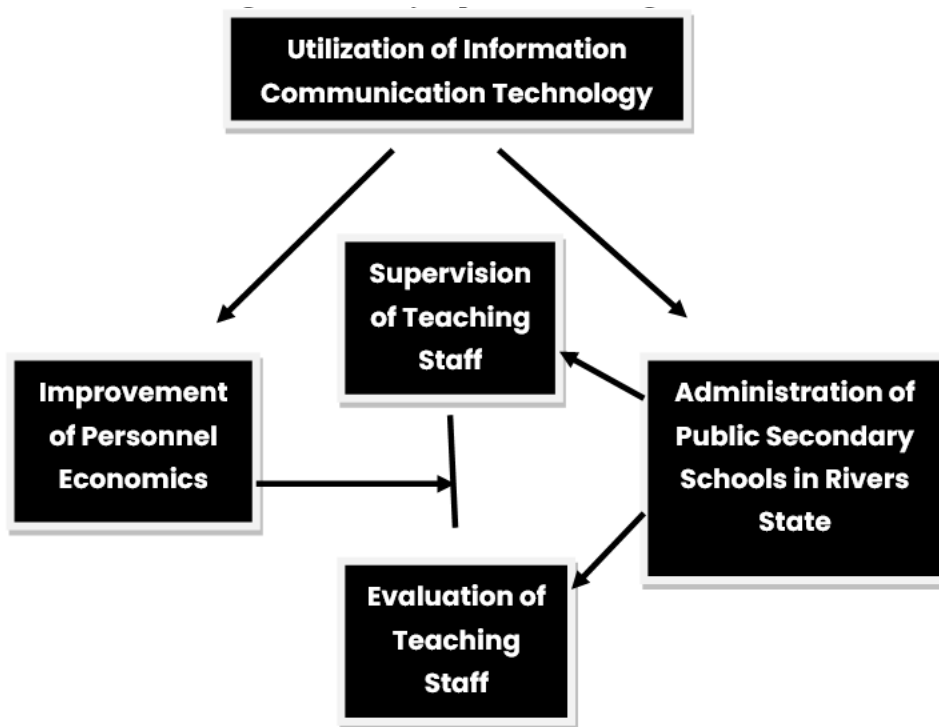 Utilization of Information
Communication Technology
Supervision
of Teaching
Staff
Improvement
of Personnel
Economics
Administration of
Public Secondary
Schools in Rivers
State
Evaluation of
Teaching
Staff